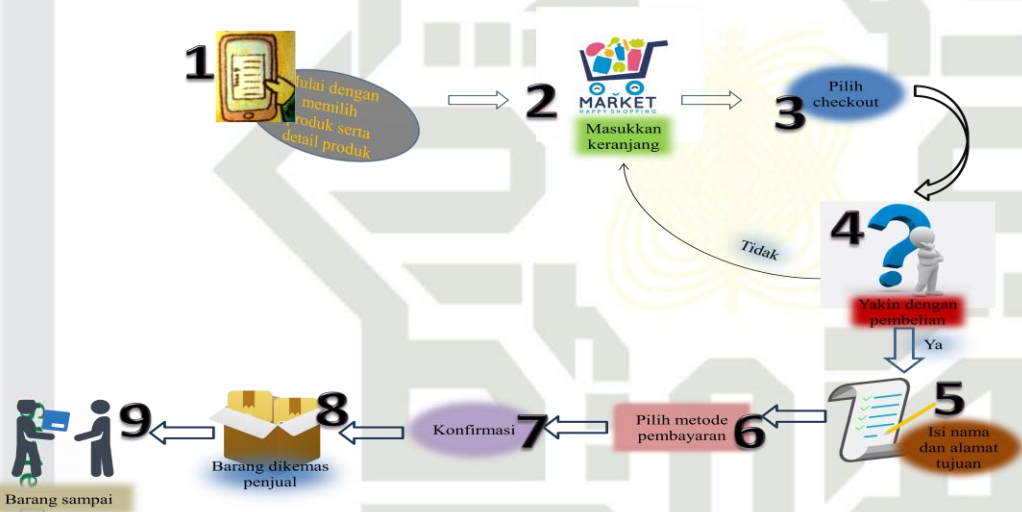 1
Mulai dengan
memilih
produk serta
detail produk
2
MARKET
HAPPY SHOPPING
Masukkan
keranjang
3
Pilih
checkout
4
Yakin dengan
pembelian
Tidak
Ya
5
Isi nama
dan alamat
tujuan
6
Pilih metode
pembayaran
7
Konfirmasi
8
Barang dikemas
penjual
9
Barang sampai